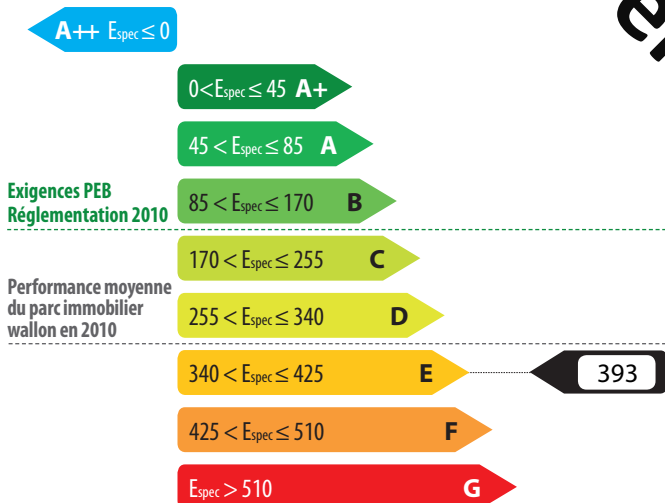 A++ Espec ≤ 0
0<Espec ≤ 45 A+
45 < Espec ≤ 85 A
Exigences PEB
Réglementation 2010
85 < Espec ≤ 170 B
170 < Espec ≤ 255 C
Performance moyenne
du parc immobilier
wallon en 2010
255 < Espec ≤ 340 D
340 < Espec ≤ 425 E
393
425 < Espec ≤ 510 F
Espec > 510 G